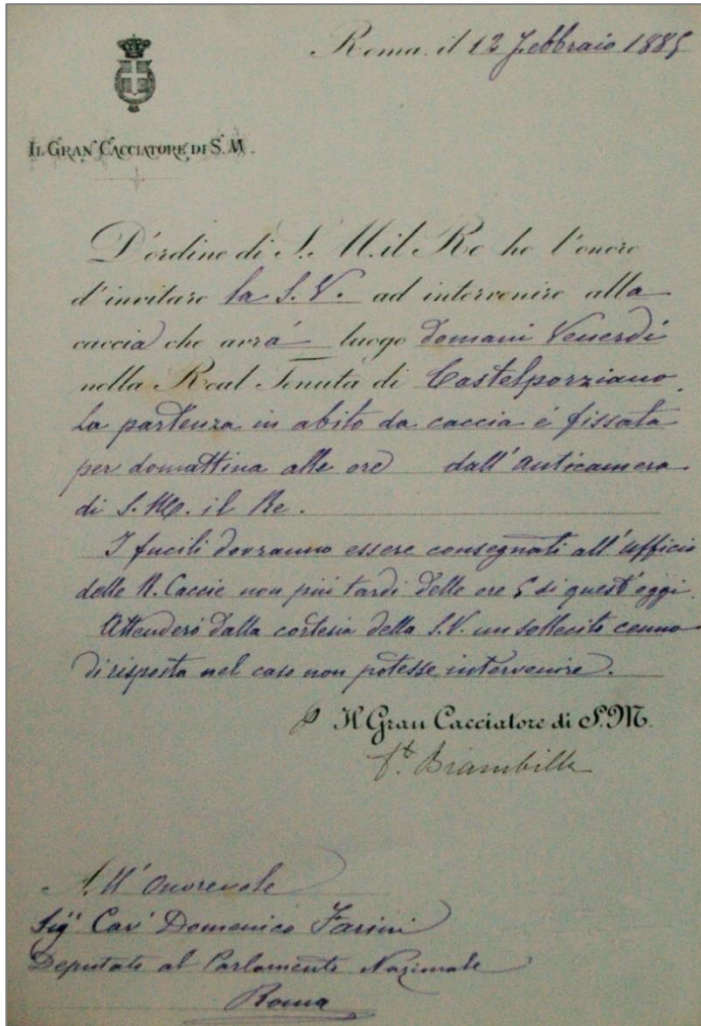 Roma. il 12 Febbraio 1885
IL GRAN CACCIATORE DI S. M.
D'ordine di S. M. il Re ho l'onore
d'invitare la S. V. ad intervenire alla
caccia che avrà luogo domani Venerdì
nella Real Tenuta di Castelporziano.
La partenza in abito da caccia è fissata
per domattina alle ore dall'Anticamera
di S. M. il Re.
I fucili dovranno essere consegnati all'Ufficio
delle R. Caccie non più tardi delle ore 5 di quest'oggi.
Attenderò dalla cortesia della S. V. un sollecito cenno
di risposta nel caso non potesse intervenire.
p Il Gran Cacciatore di S. M.
Brambilla
All'Onorevole
Sig.r Cav.r Domenico Farini
Deputato al Parlamento Nazionale
Roma